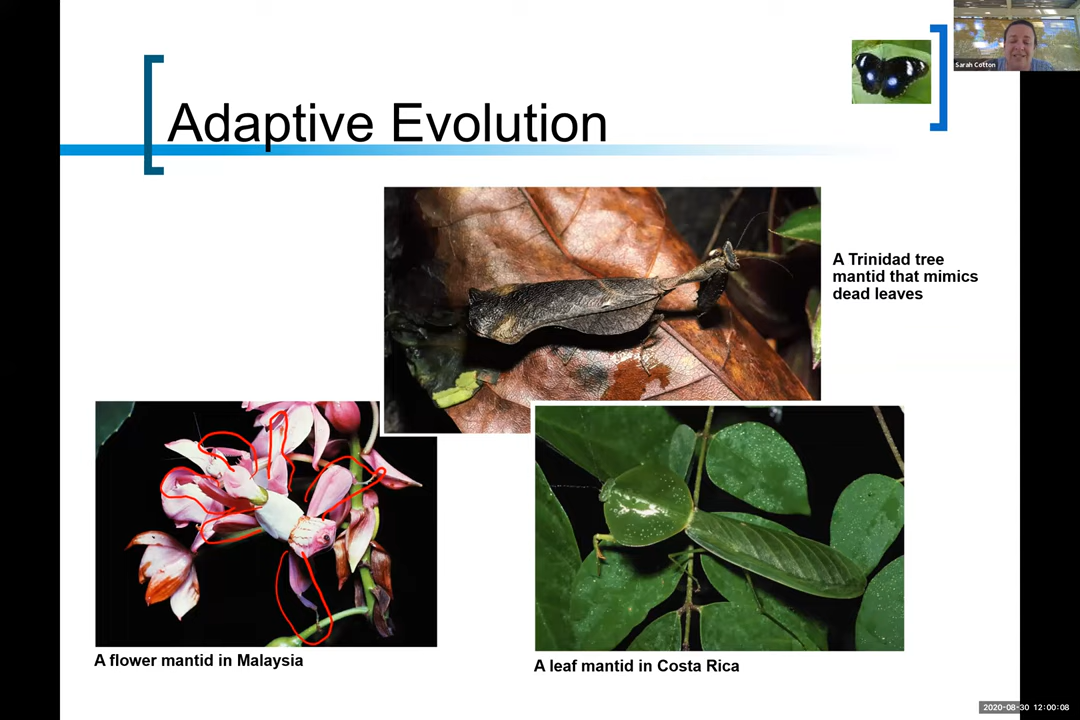 Sarah Cotton
Adaptive Evolution
A Trinidad tree
mantid that mimics
dead leaves
A flower mantid in Malaysia
A leaf mantid in Costa Rica
2020-08-30 12:00:08